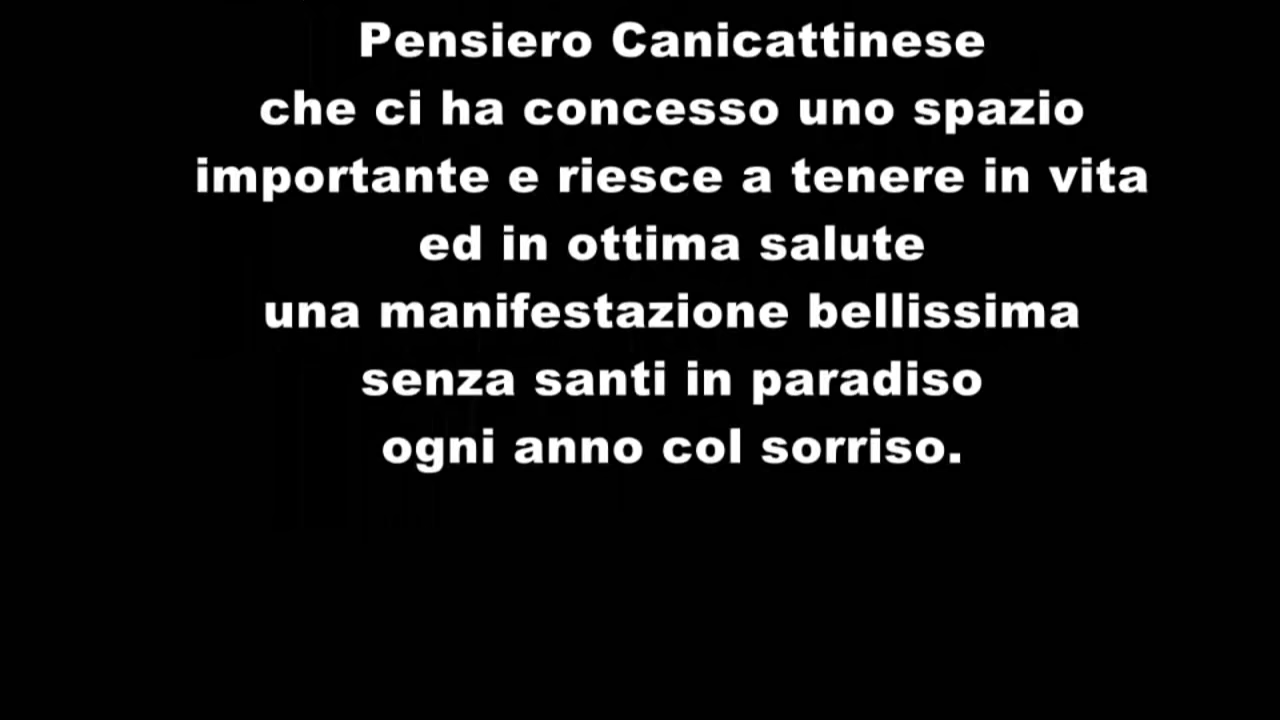 Pensiero Canicattinese
che ci ha concesso uno spazio
importante e riesce a tenere in vita
ed in ottima salute
una manifestazione bellissima
senza santi in paradiso
ogni anno col sorriso.